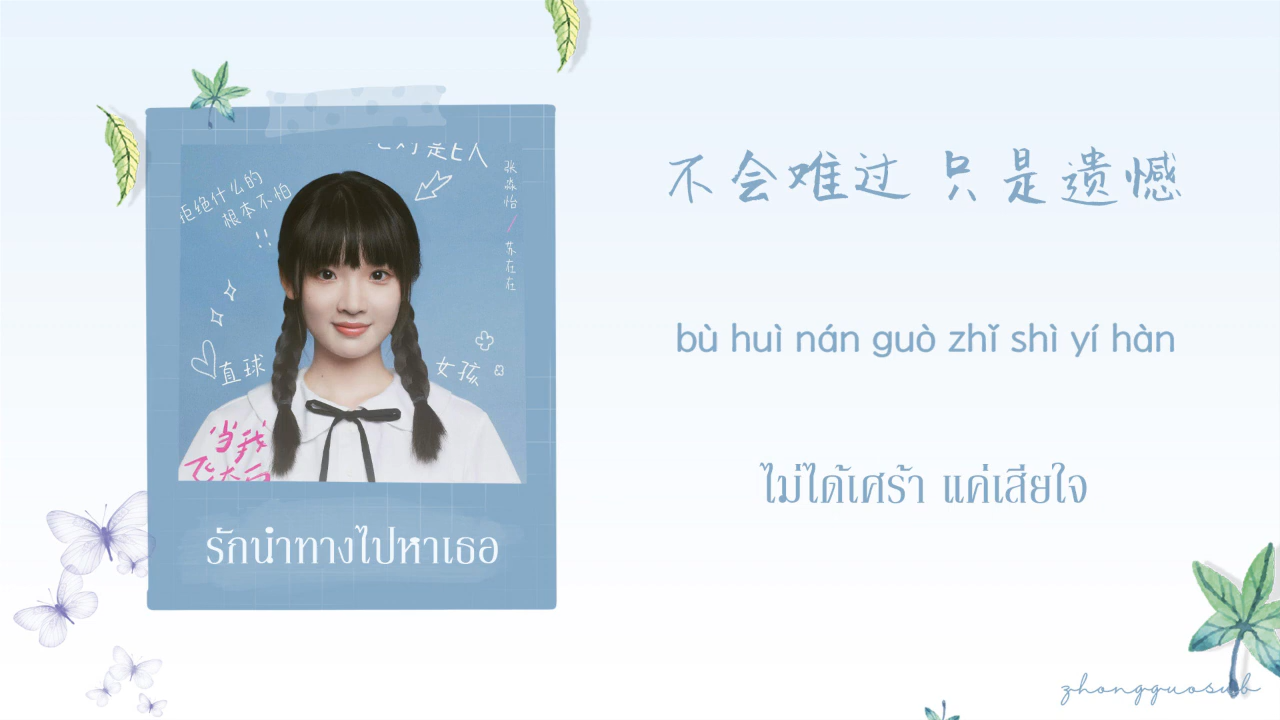 拒绝什么的
根本不怕
!!
张淼怡 / 苏在在
直球
女孩
当我
รักนำทางไปหาเธอ
不会难过 只是遗憾
bù huì nán guò zhǐ shì yí hàn
ไม่ได้เศร้า แค่เสียใจ
zhongguosub